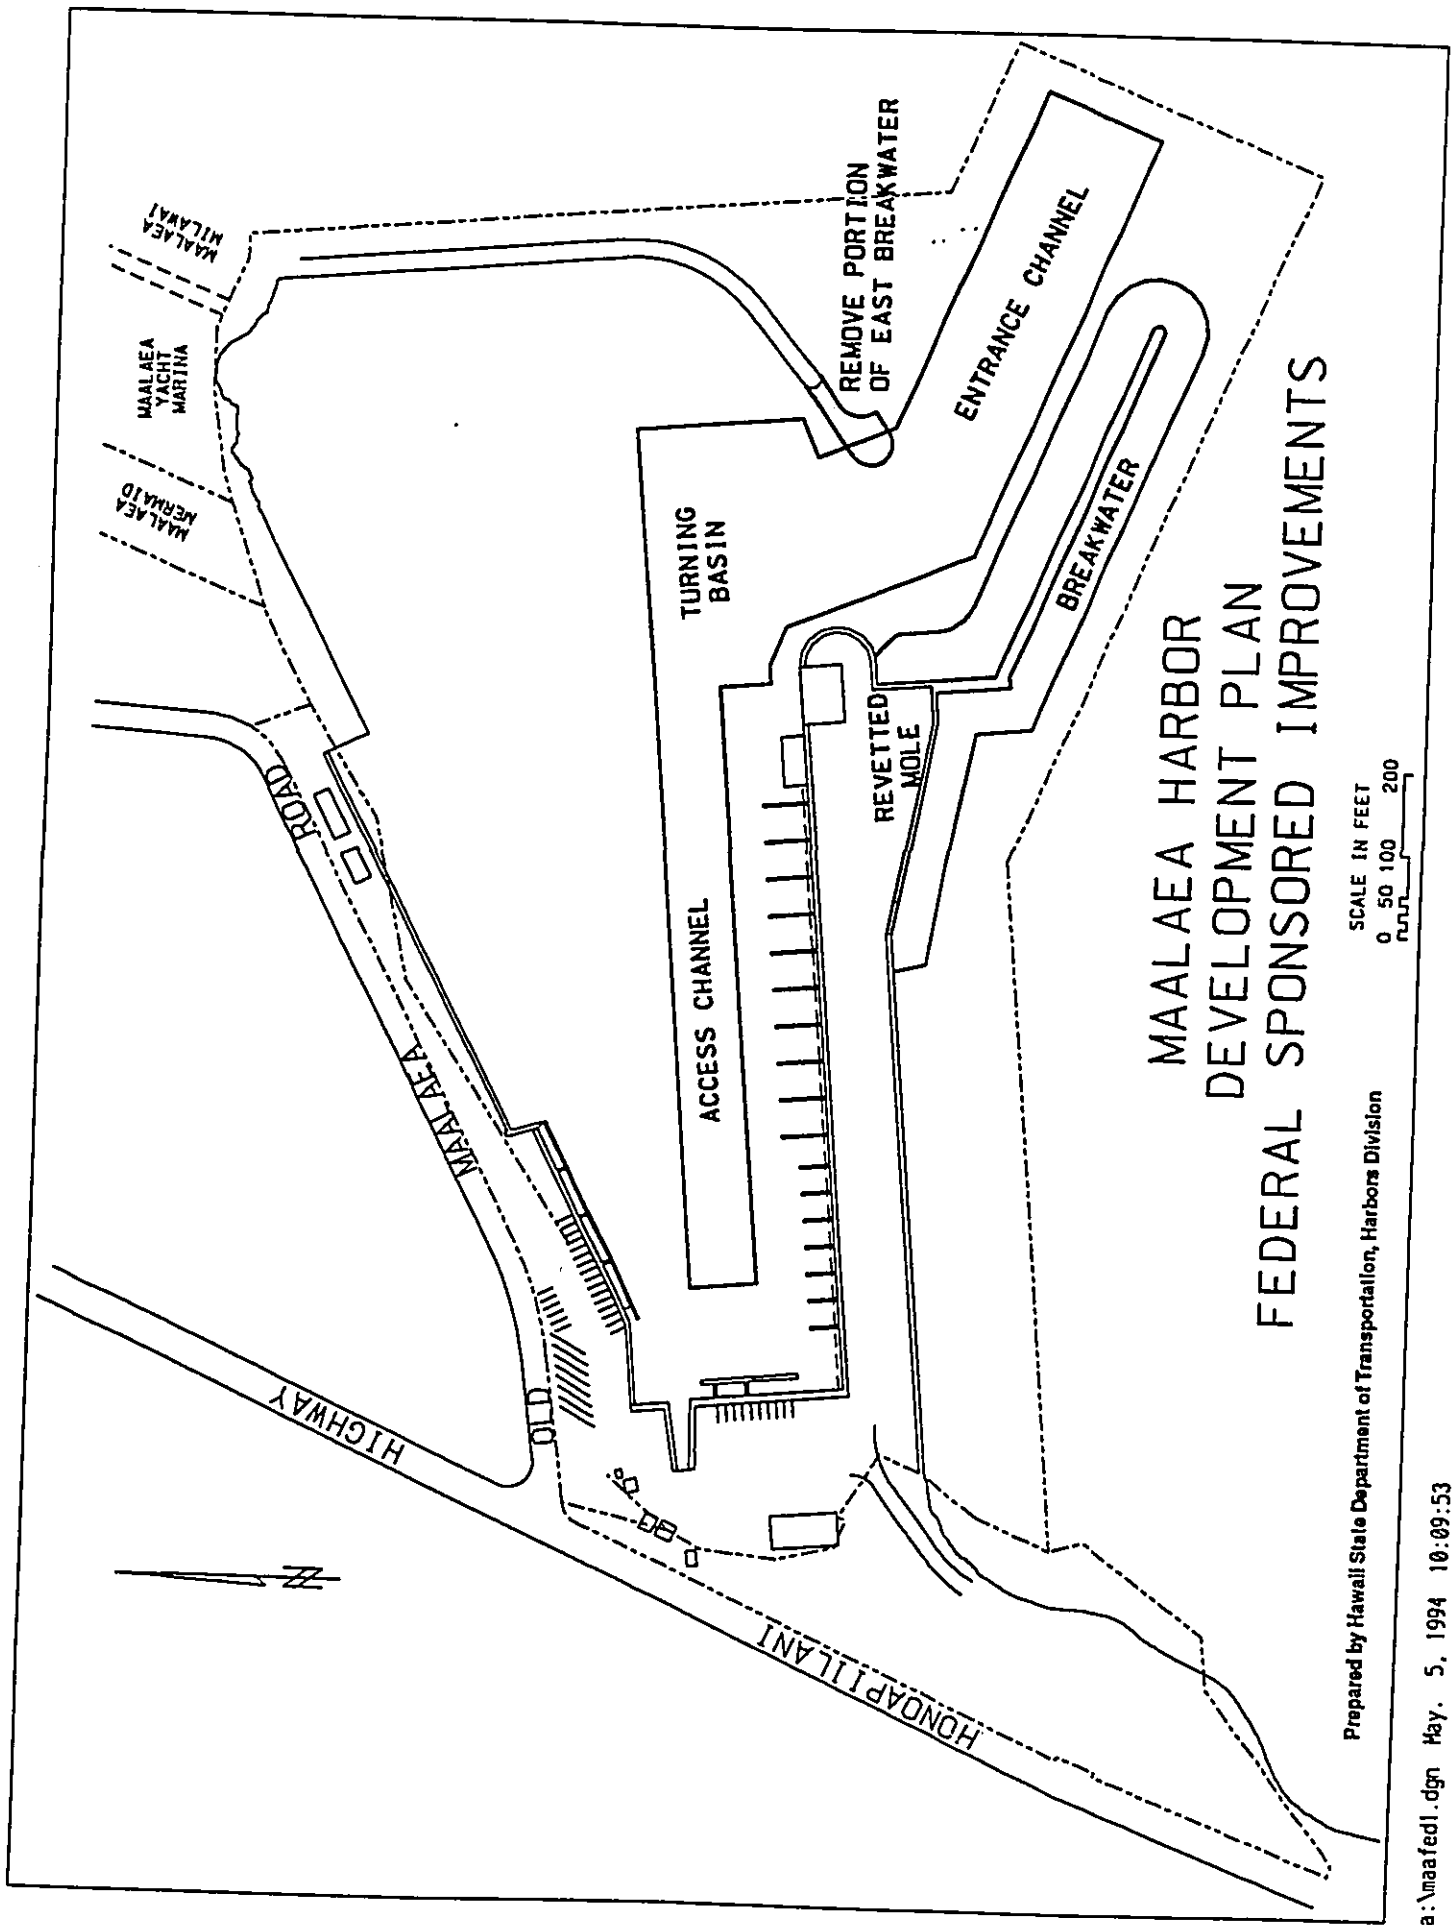 MAALAEA
MILAWAI
MAALAEA
YACHT
MARINA
MAALAEA
MERMAID
REMOVE PORTION
OF EAST BREAKWATER
ENTRANCE CHANNEL
TURNING
BASIN
BREAKWATER
REVETTED
MOLE
ACCESS CHANNEL
OLD MAALAEA ROAD
HONOAPIILANI HIGHWAY
N
MAALAEA HARBOR
DEVELOPMENT PLAN
FEDERAL SPONSORED IMPROVEMENTS
SCALE IN FEET
0 50 100 200
Prepared by Hawaii State Department of Transportation, Harbors Division
a:\maafed1.dgn May. 5, 1994 10:09:53